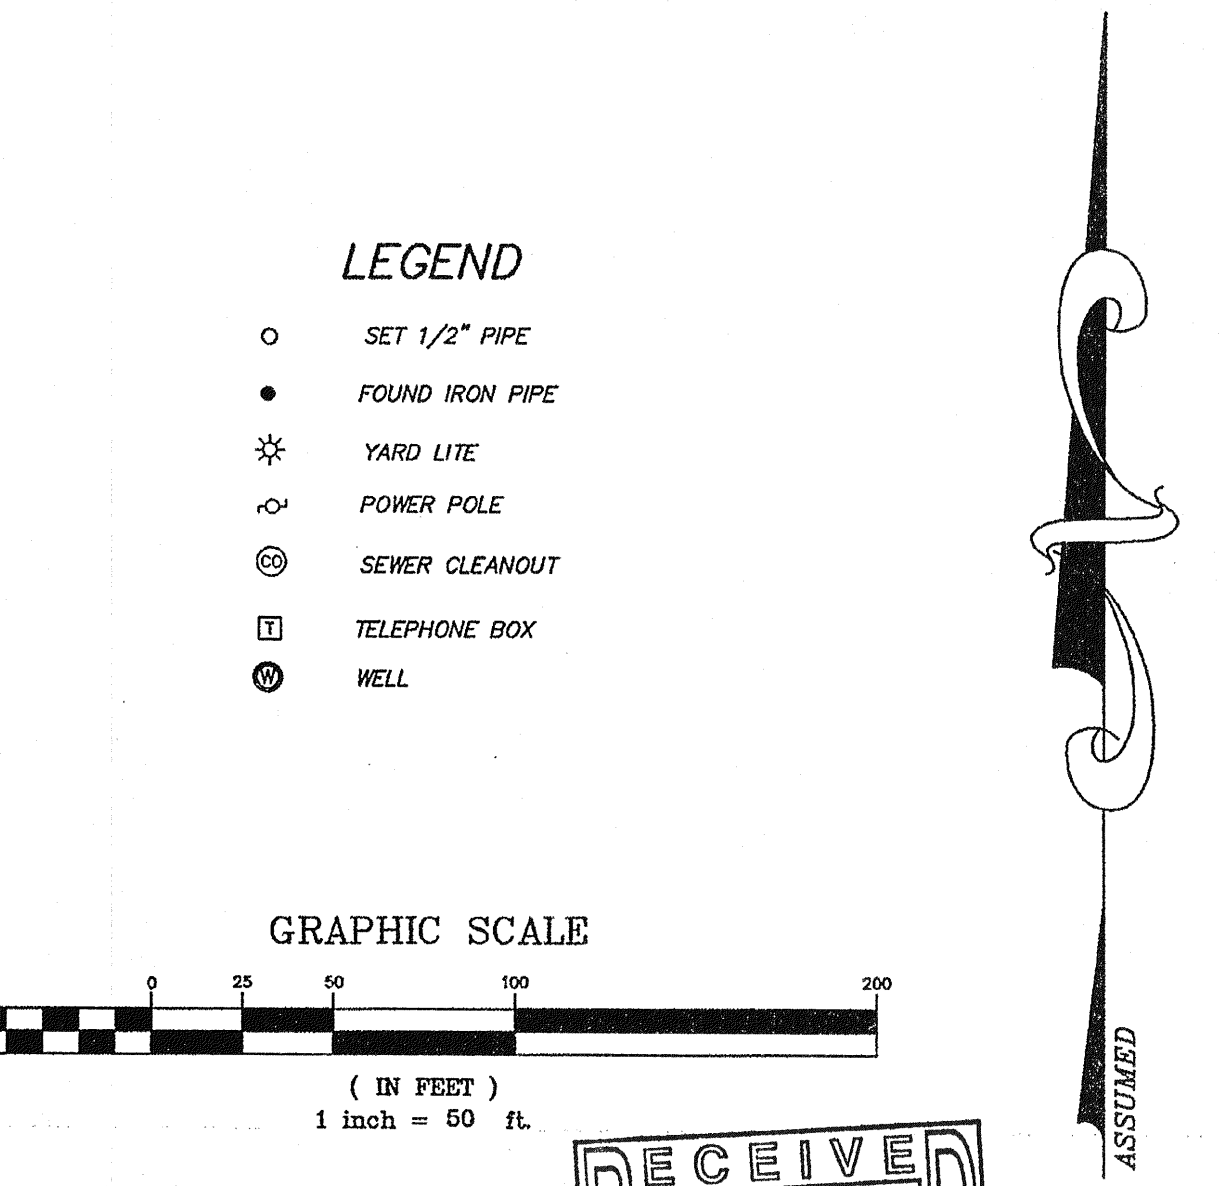 LEGEND
SET 1/2" PIPE
FOUND IRON PIPE
YARD LITE
POWER POLE
CO SEWER CLEANOUT
T TELEPHONE BOX
W WELL
GRAPHIC SCALE
0 25 50 100 200
( IN FEET )
1 inch = 50 ft.
ASSUMED